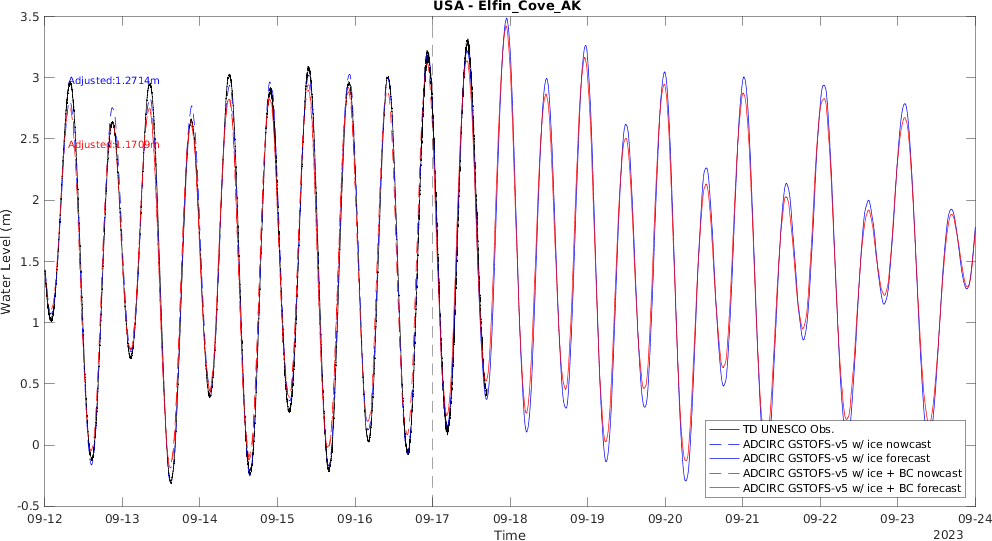 USA - Elfin_Cove_AK
3.5
3
2.5
2
1.5
1
0.5
0
-0.5
Water Level (m)
Adjusted:1.2714m
Adjusted:1.1709m
TD UNESCO Obs.
ADCIRC GSTOFS-v5 w/ ice nowcast
ADCIRC GSTOFS-v5 w/ ice forecast
ADCIRC GSTOFS-v5 w/ ice + BC nowcast
ADCIRC GSTOFS-v5 w/ ice + BC forecast
09-12 09-13 09-14 09-15 09-16 09-17 09-18 09-19 09-20 09-21 09-22 09-23 09-24
Time
2023